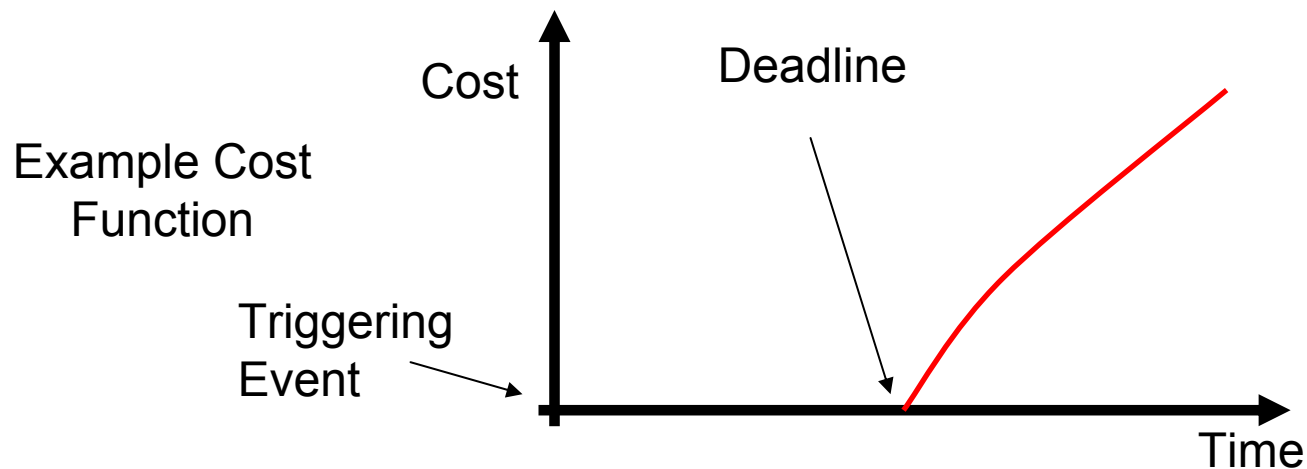 Cost
Deadline
Example Cost
Function
Triggering
Event
Time